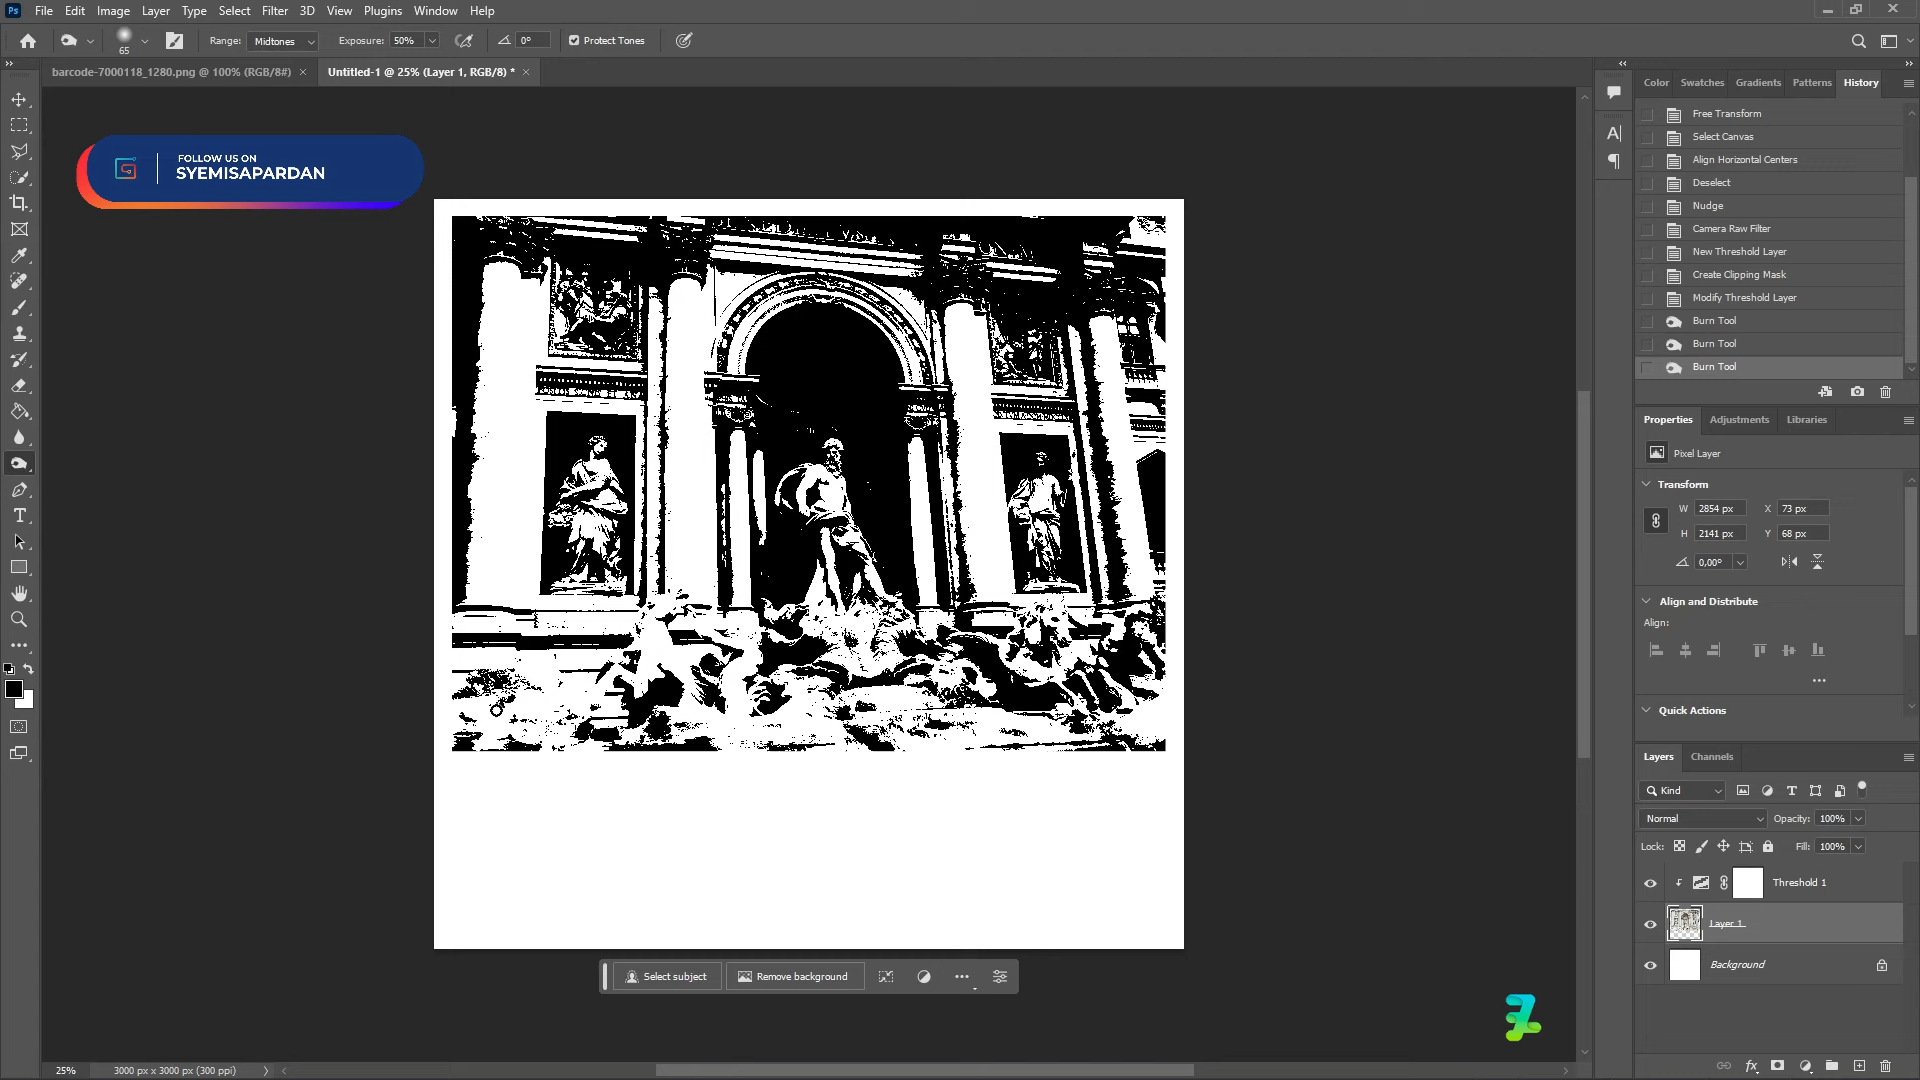 Ps File Edit Image Layer Type Select Filter 3D View Plugins Window Help
65 Range: Midtones Exposure: 50% 0° Protect Tones
barcode-7000118_1280.png @ 100% (RGB/8#) × Untitled-1 @ 25% (Layer 1, RGB/8) * ×
FOLLOW US ON
SYEMISAPARDAN
Color Swatches Gradients Patterns History
Free Transform
Select Canvas
Align Horizontal Centers
Deselect
Nudge
Camera Raw Filter
New Threshold Layer
Create Clipping Mask
Modify Threshold Layer
Burn Tool
Burn Tool
Burn Tool
Properties Adjustments Libraries
Pixel Layer
Transform
W 2854 px X 73 px
H 2141 px Y 68 px
0,00°
Align and Distribute
Align:
Quick Actions
Layers Channels
Kind
Normal Opacity: 100%
Lock: Fill: 100%
Threshold 1
Layer 1
Background
Select subject Remove background
25% 3000 px x 3000 px (300 ppi)